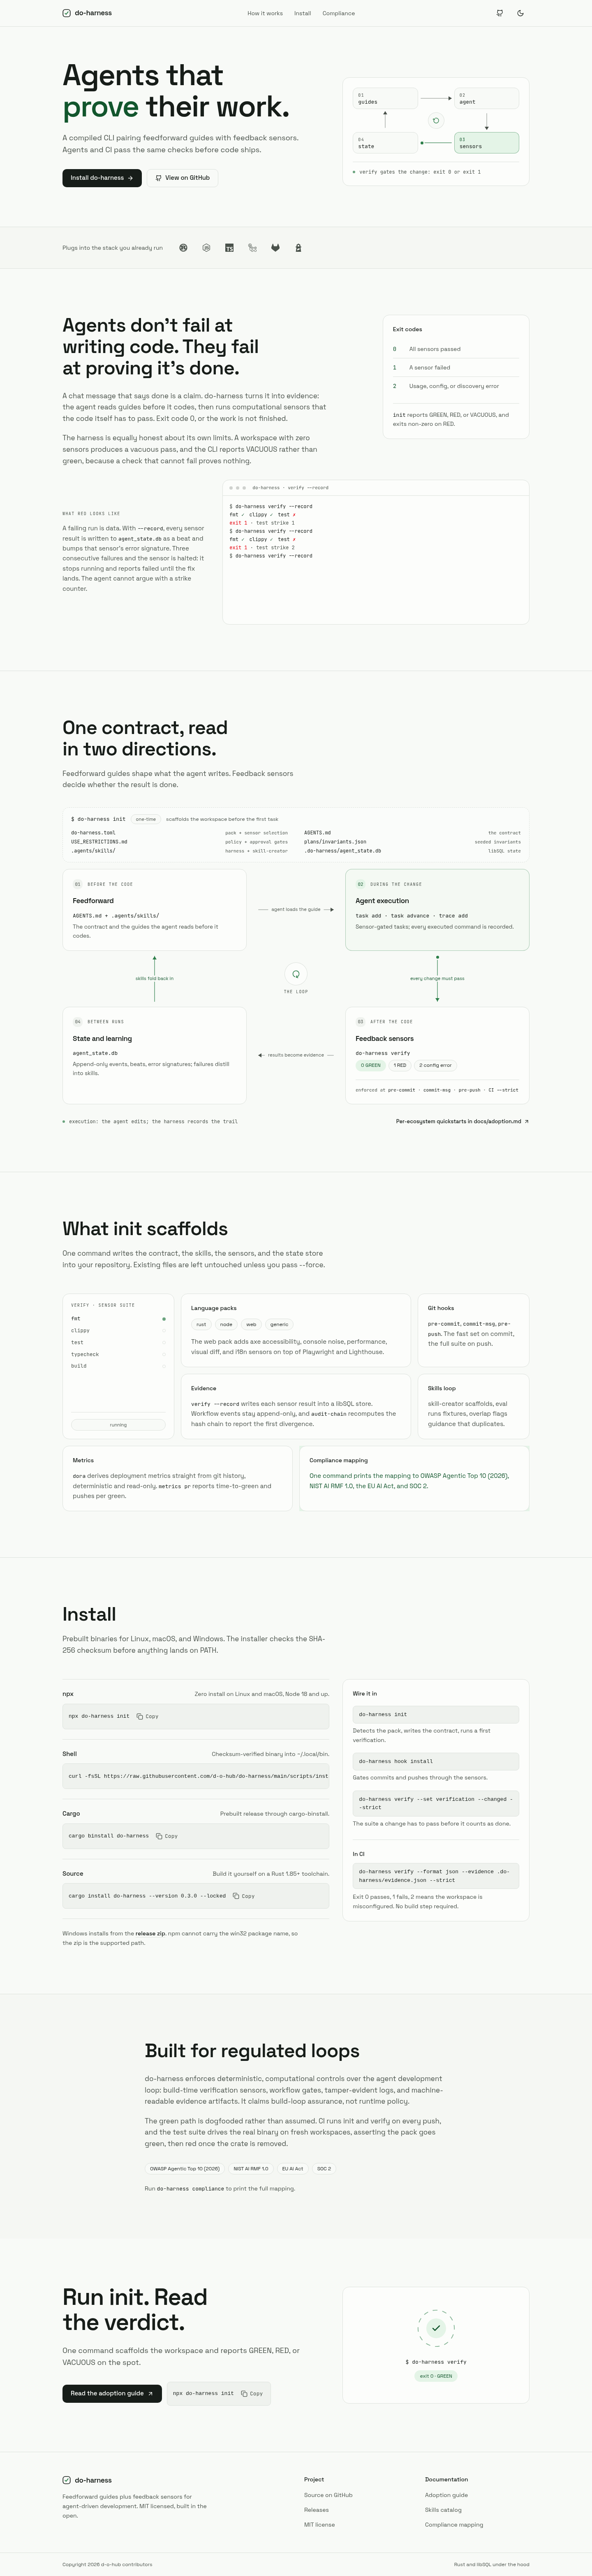 do-harness
How it works Install Compliance
Agents that
prove their work.
A compiled CLI pairing feedforward guides with feedback sensors.
Agents and CI pass the same checks before code ships.
Install do-harness
View on GitHub
01
guides
02
agent
04
state
03
sensors
verify gates the change: exit 0 or exit 1
Plugs into the stack you already run
TS
Agents don't fail at
writing code. They fail
at proving it's done.
A chat message that says done is a claim. do-harness turns it into evidence:
the agent reads guides before it codes, then runs computational sensors that
the code itself has to pass. Exit code 0, or the work is not finished.
The harness is equally honest about its own limits. A workspace with zero
sensors produces a vacuous pass, and the CLI reports VACUOUS rather than
green, because a check that cannot fail proves nothing.
Exit codes
0 All sensors passed
1 A sensor failed
2 Usage, config, or discovery error
init reports GREEN, RED, or VACUOUS, and
exits non-zero on RED.
WHAT RED LOOKS LIKE
A failing run is data. With --record, every sensor
result is written to agent_state.db as a beat and
bumps that sensor's error signature. Three
consecutive failures and the sensor is halted: it
stops running and reports failed until the fix
lands. The agent cannot argue with a strike
counter.
do-harness · verify --record
$ do-harness verify --record
fmt ✓ clippy ✓ test ✗
exit 1 · test strike 1
$ do-harness verify --record
fmt ✓ clippy ✓ test ✗
exit 1 · test strike 2
$ do-harness verify --record
One contract, read
in two directions.
Feedforward guides shape what the agent writes. Feedback sensors
decide whether the result is done.
$ do-harness init one-time scaffolds the workspace before the first task
do-harness.toml pack + sensor selection
AGENTS.md the contract
USE_RESTRICTIONS.md policy + approval gates
plans/invariants.json seeded invariants
.agents/skills/ harness + skill-creator
.do-harness/agent_state.db libSQL state
01 BEFORE THE CODE
Feedforward
AGENTS.md + .agents/skills/
The contract and the guides the agent reads before it
codes.
agent loads the guide
02 DURING THE CHANGE
Agent execution
task add · task advance · trace add
Sensor-gated tasks; every executed command is recorded.
skills fold back in
THE LOOP
every change must pass
04 BETWEEN RUNS
State and learning
agent_state.db
Append-only events, beats, error signatures; failures distill
into skills.
results become evidence
03 AFTER THE CODE
Feedback sensors
do-harness verify
0 GREEN 1 RED 2 config error
enforced at pre-commit · commit-msg · pre-push · CI --strict
execution: the agent edits; the harness records the trail
Per-ecosystem quickstarts in docs/adoption.md
What init scaffolds
One command writes the contract, the skills, the sensors, and the state store
into your repository. Existing files are left untouched unless you pass --force.
VERIFY · SENSOR SUITE
fmt
clippy
test
typecheck
build
running
Language packs
rust node web generic
The web pack adds axe accessibility, console noise, performance,
visual diff, and i18n sensors on top of Playwright and Lighthouse.
Git hooks
pre-commit, commit-msg, pre-
push. The fast set on commit,
the full suite on push.
Evidence
verify --record writes each sensor result into a libSQL store.
Workflow events stay append-only, and audit-chain recomputes the
hash chain to report the first divergence.
Skills loop
skill-creator scaffolds, eval
runs fixtures, overlap flags
guidance that duplicates.
Metrics
dora derives deployment metrics straight from git history,
deterministic and read-only. metrics pr reports time-to-green and
pushes per green.
Compliance mapping
One command prints the mapping to OWASP Agentic Top 10 (2026),
NIST AI RMF 1.0, the EU AI Act, and SOC 2.
Install
Prebuilt binaries for Linux, macOS, and Windows. The installer checks the SHA-
256 checksum before anything lands on PATH.
npx Zero install on Linux and macOS, Node 18 and up.
npx do-harness init Copy
Shell Checksum-verified binary into ~/.local/bin.
curl -fsSL https://raw.githubusercontent.com/d-o-hub/do-harness/main/scripts/inst
Cargo Prebuilt release through cargo-binstall.
cargo binstall do-harness Copy
Source Build it yourself on a Rust 1.85+ toolchain.
cargo install do-harness --version 0.3.0 --locked Copy
Windows installs from the release zip. npm cannot carry the win32 package name, so
the zip is the supported path.
Wire it in
do-harness init
Detects the pack, writes the contract, runs a first
verification.
do-harness hook install
Gates commits and pushes through the sensors.
do-harness verify --set verification --changed -
-strict
The suite a change has to pass before it counts as done.
In CI
do-harness verify --format json --evidence .do-
harness/evidence.json --strict
Exit 0 passes, 1 fails, 2 means the workspace is
misconfigured. No build step required.
Built for regulated loops
do-harness enforces deterministic, computational controls over the agent development
loop: build-time verification sensors, workflow gates, tamper-evident logs, and machine-
readable evidence artifacts. It claims build-loop assurance, not runtime policy.
The green path is dogfooded rather than assumed. CI runs init and verify on every push,
and the test suite drives the real binary on fresh workspaces, asserting the pack goes
green, then red once the crate is removed.
OWASP Agentic Top 10 (2026) NIST AI RMF 1.0 EU AI Act SOC 2
Run do-harness compliance to print the full mapping.
Run init. Read
the verdict.
One command scaffolds the workspace and reports GREEN, RED, or
VACUOUS on the spot.
Read the adoption guide
npx do-harness init Copy
$ do-harness verify
exit 0 · GREEN
do-harness
Feedforward guides plus feedback sensors for
agent-driven development. MIT licensed, built in the
open.
Project
Source on GitHub
Releases
MIT license
Documentation
Adoption guide
Skills catalog
Compliance mapping
Copyright 2026 d-o-hub contributors
Rust and libSQL under the hood